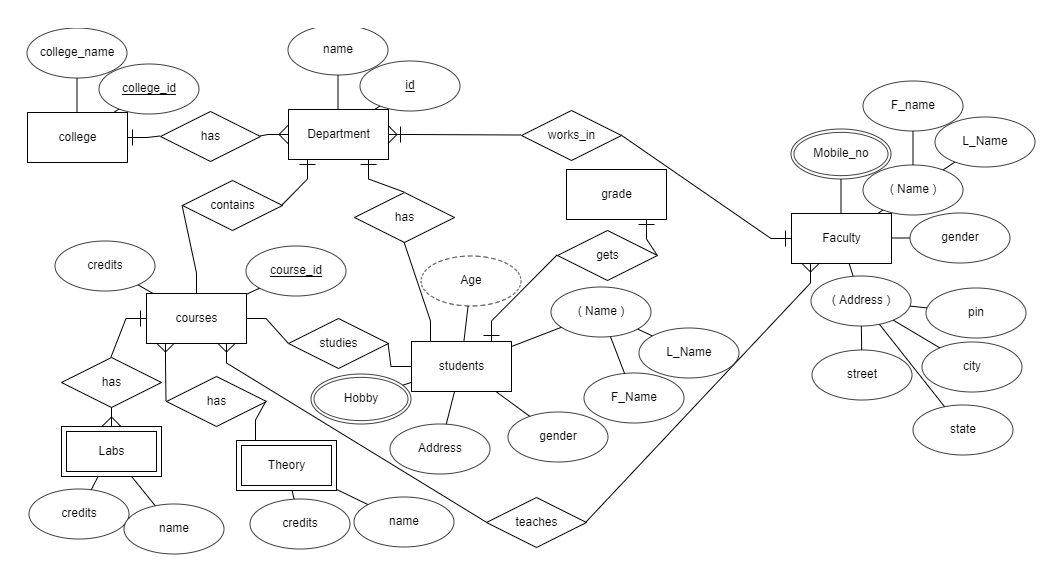 college_name
name
college_id
id
F_name
has
Department
works_in
college
L_Name
Mobile_no
( Name )
grade
contains
has
Faculty
gender
gets
credits
course_id
Age
( Address )
( Name )
pin
courses
studies
L_Name
students
city
street
has
has
Hobby
F_Name
state
gender
Address
Labs
Theory
credits
name
credits
name
teaches